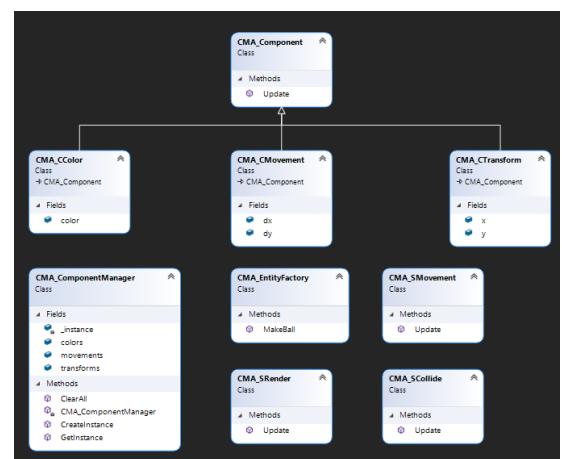 CMA_Component
Class
Methods
Update
CMA_CColor
Class
CMA_Component
Fields
color
CMA_CMovement
Class
CMA_Component
Fields
dx
dy
CMA_CTransform
Class
CMA_Component
Fields
x
y
CMA_ComponentManager
Class
Fields
_instance
colors
movements
transforms
Methods
ClearAll
CMA_ComponentManager
CreateInstance
GetInstance
CMA_EntityFactory
Class
Methods
MakeBall
CMA_SMovement
Class
Methods
Update
CMA_SRender
Class
Methods
Update
CMA_SCollide
Class
Methods
Update